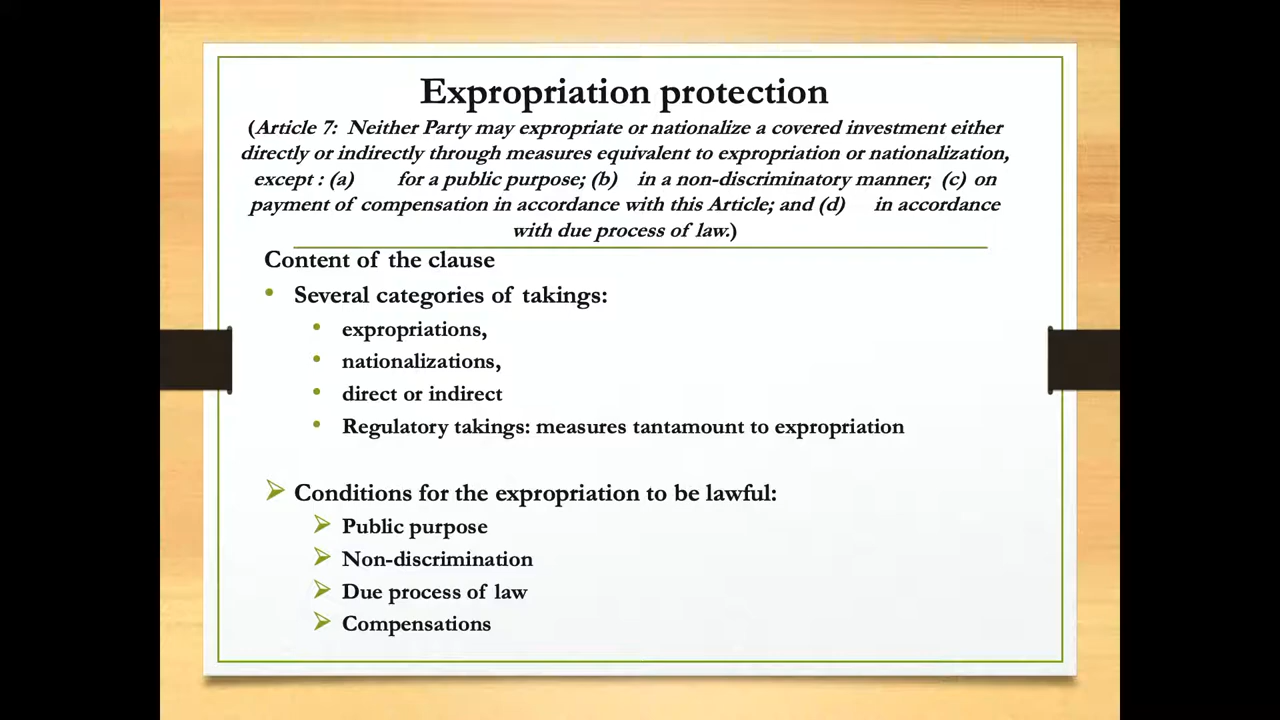 Expropriation protection
(Article 7: Neither Party may expropriate or nationalize a covered investment either
directly or indirectly through measures equivalent to expropriation or nationalization,
except : (a) for a public purpose; (b) in a non-discriminatory manner; (c) on
payment of compensation in accordance with this Article; and (d) in accordance
with due process of law.)
Content of the clause
• Several categories of takings:
• expropriations,
• nationalizations,
• direct or indirect
• Regulatory takings: measures tantamount to expropriation
➢ Conditions for the expropriation to be lawful:
➢ Public purpose
➢ Non-discrimination
➢ Due process of law
➢ Compensations